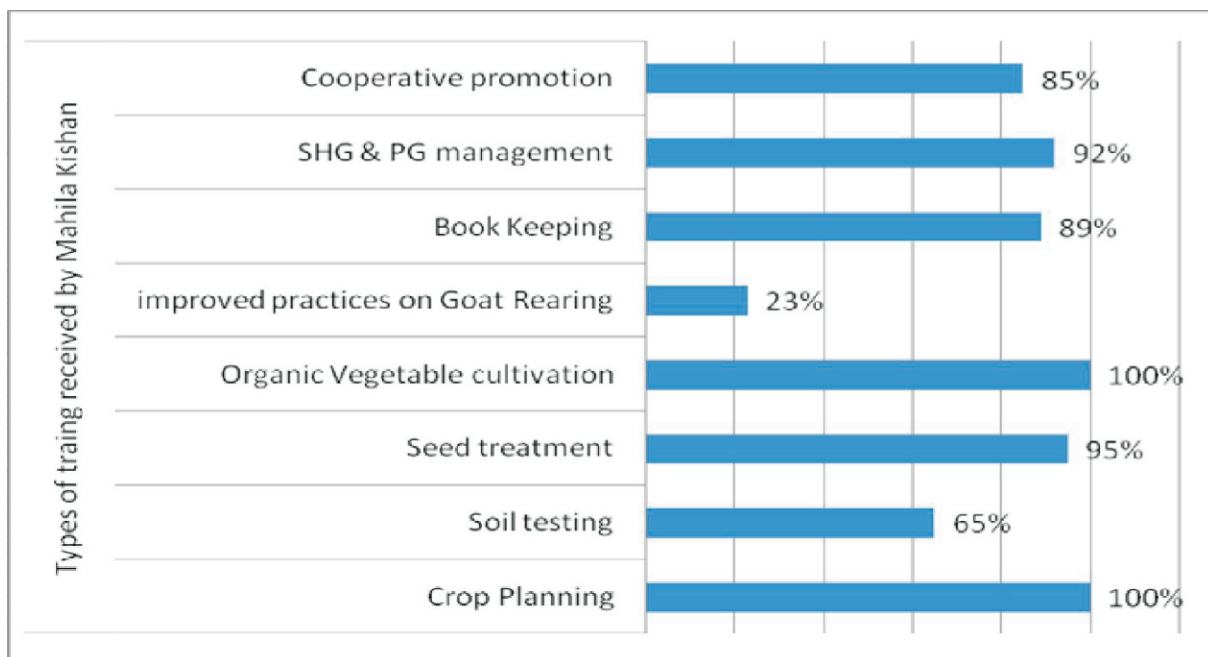 Types of traing received by Mahila Kishan
Cooperative promotion 85%
SHG & PG management 92%
Book Keeping 89%
improved practices on Goat Rearing 23%
Organic Vegetable cultivation 100%
Seed treatment 95%
Soil testing 65%
Crop Planning 100%